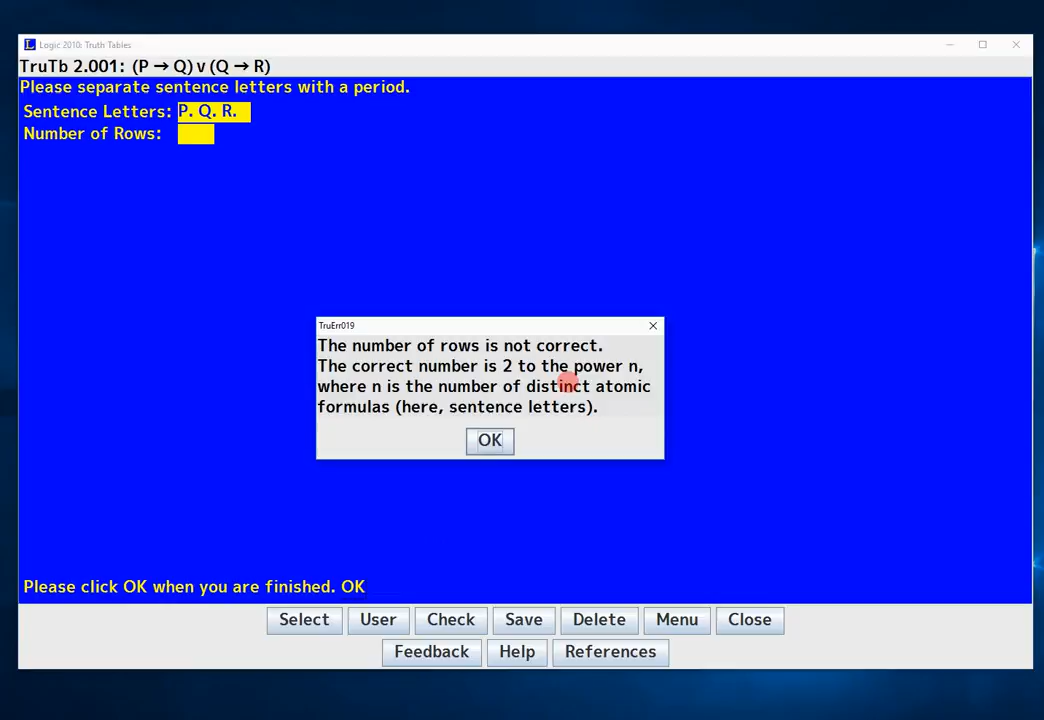 Logic 2010: Truth Tables
TruTb 2.001: (P → Q) v (Q → R)
Please separate sentence letters with a period.
Sentence Letters: P. Q. R.
Number of Rows:
TruErr019
The number of rows is not correct.
The correct number is 2 to the power n,
where n is the number of distinct atomic
formulas (here, sentence letters).
OK
Please click OK when you are finished. OK
Select User Check Save Delete Menu Close
Feedback Help References